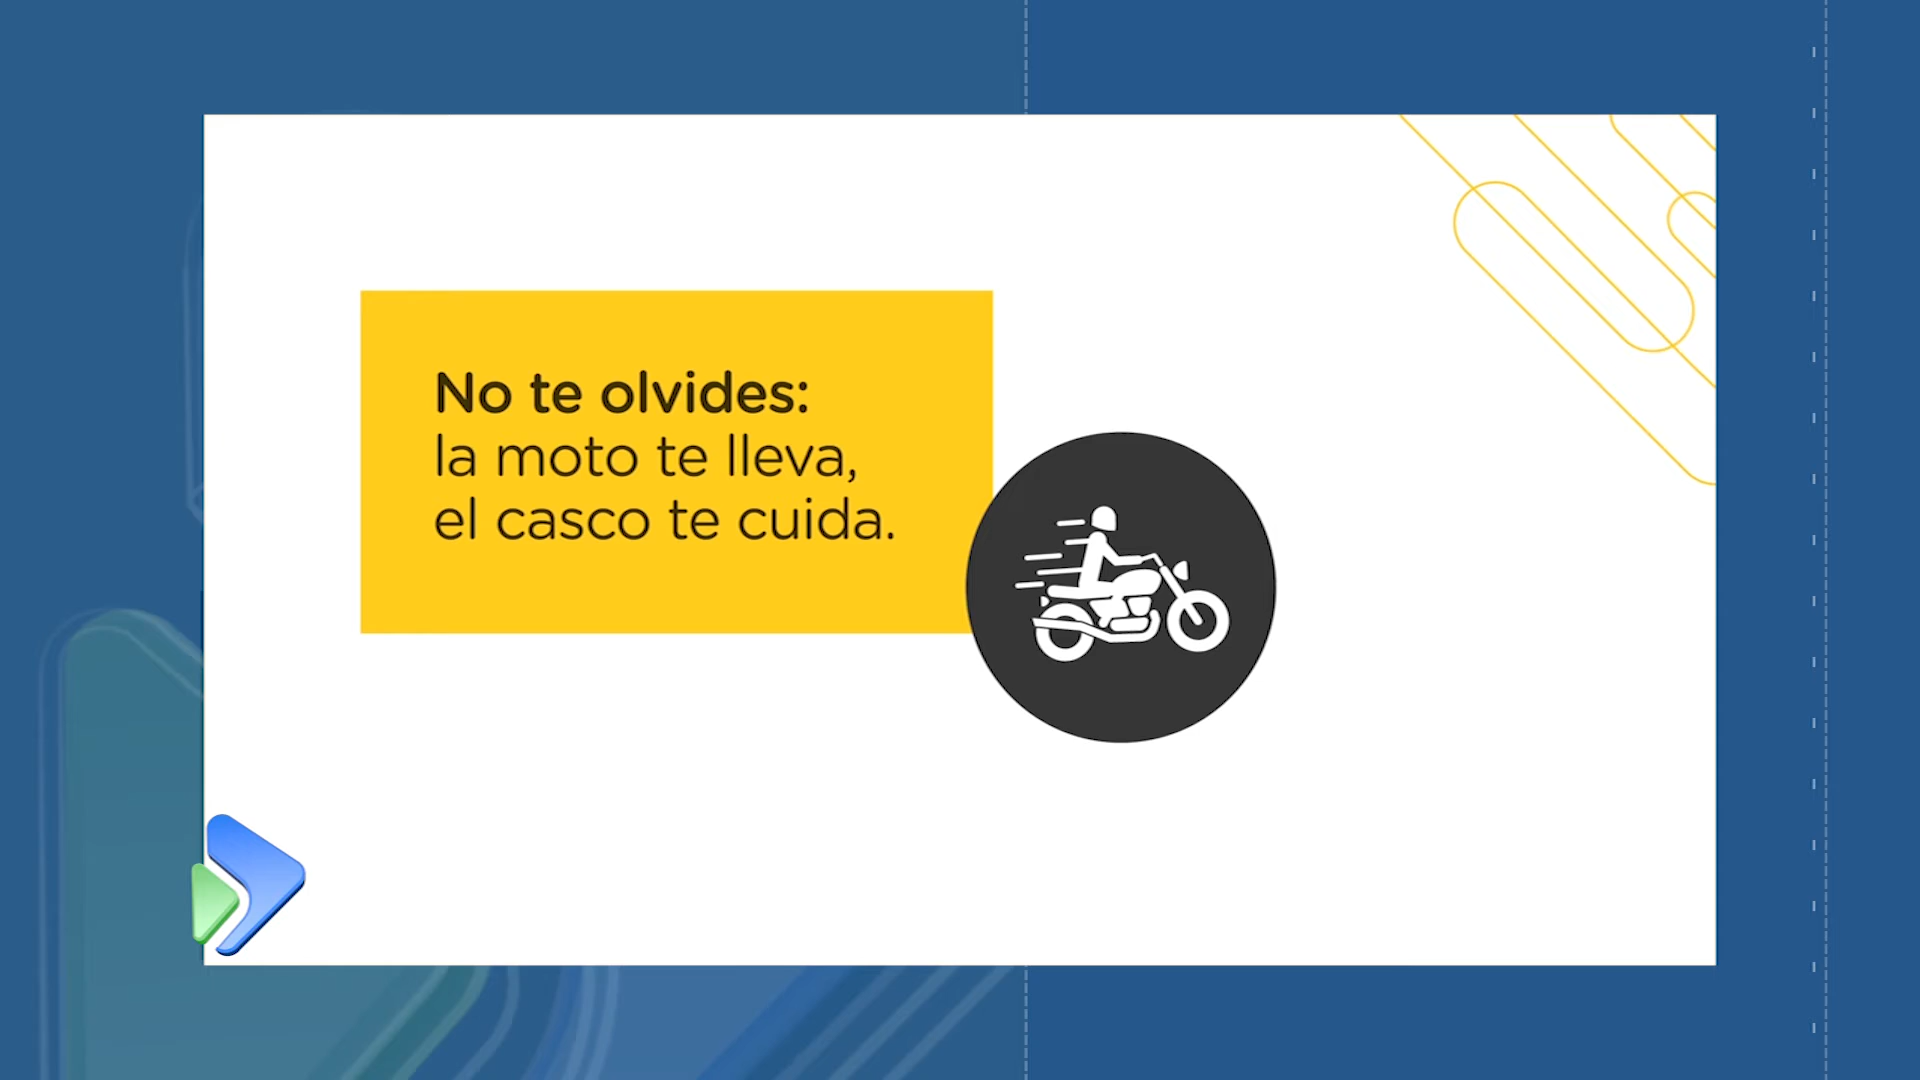 No te olvides:
la moto te lleva,
el casco te cuida.